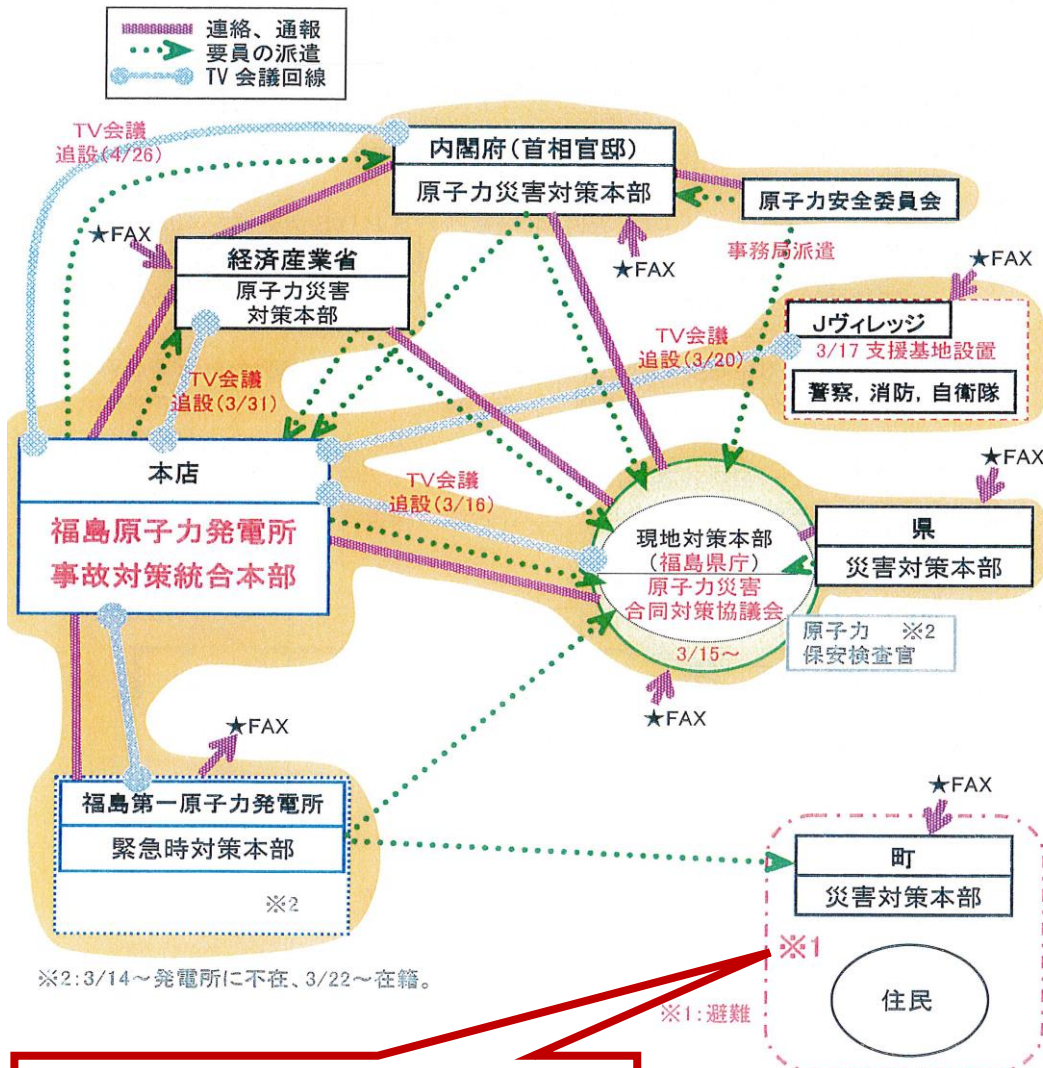 連絡、通報
要員の派遣
TV 会議回線
TV会議
追設(4/26)
内閣府(首相官邸)
原子力災害対策本部
原子力安全委員会
★FAX
経済産業省
原子力災害
対策本部
★FAX
事務局派遣
★FAX
Jヴィレッジ
3/17 支援基地設置
警察,消防,自衛隊
TV会議
追設(3/20)
TV会議
追設(3/31)
本店
福島原子力発電所
事故対策統合本部
TV会議
追設(3/16)
★FAX
県
災害対策本部
現地対策本部
(福島県庁)
原子力災害
合同対策協議会
3/15~
原子力 ※2
保安検査官
★FAX
★FAX
福島第一原子力発電所
緊急時対策本部
※2
★FAX
町
災害対策本部
※1
住民
※2:3/14~発電所に不在、3/22~在籍。
※1:避難